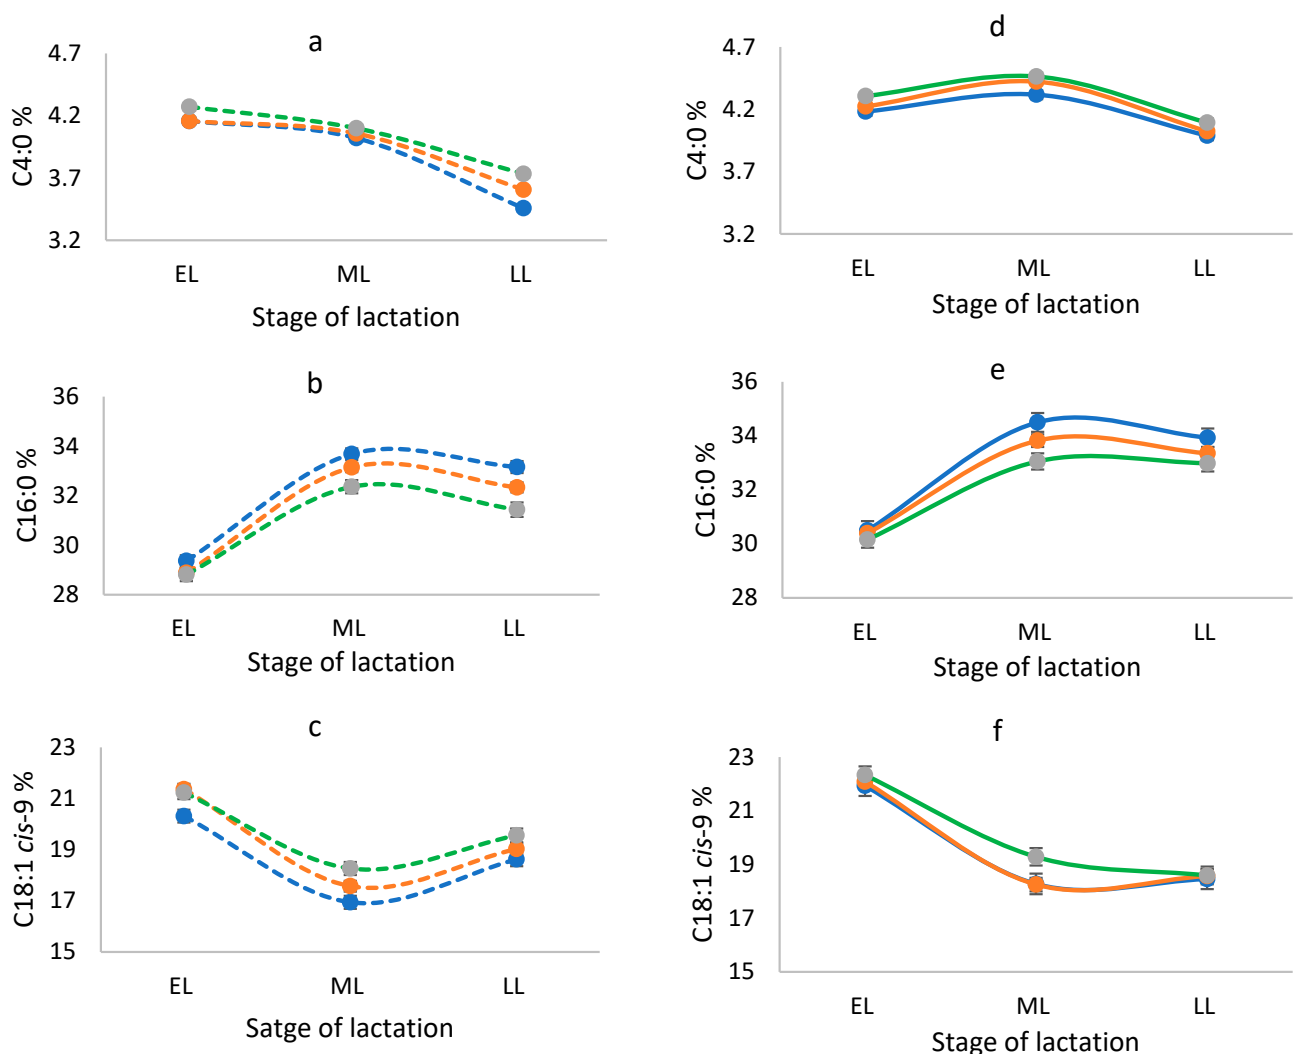 a
C4:0 %
4.7
4.2
3.7
3.2
EL ML LL
Stage of lactation
d
C4:0 %
4.7
4.2
3.7
3.2
EL ML LL
Stage of lactation
b
C16:0 %
36
34
32
30
28
EL ML LL
Stage of lactation
e
C16:0 %
36
34
32
30
28
EL ML LL
Stage of lactation
c
C18:1 cis-9 %
23
21
19
17
15
EL ML LL
Satge of lactation
f
C18:1 cis-9 %
23
21
19
17
15
EL ML LL
Stage of lactation